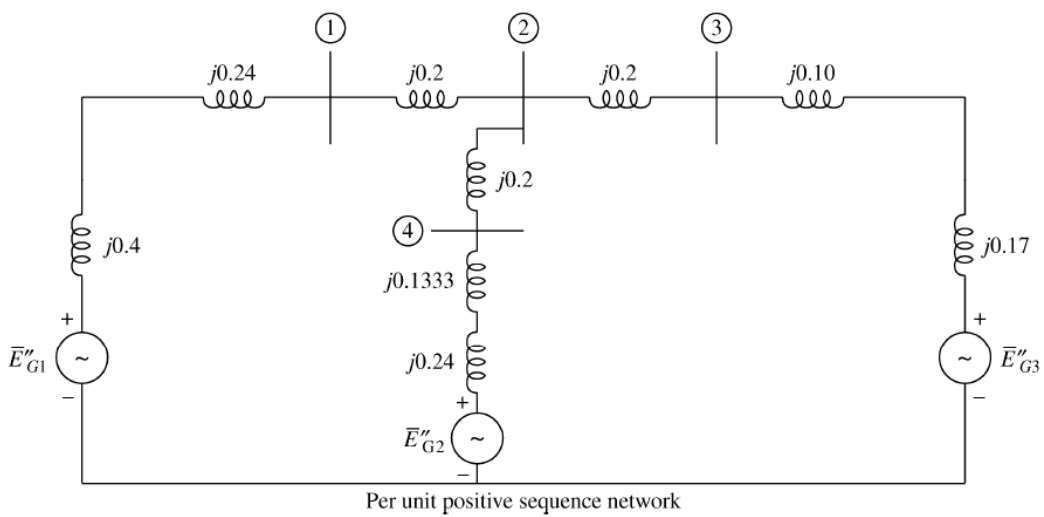 ① ② ③
j0.24 j0.2 j0.2 j0.10
j0.2
④
j0.4 j0.1333 j0.17
+ + 
Ē″G1 ~ j0.24 ~ Ē″G3
− + −
Ē″G2 ~
−
Per unit positive sequence network